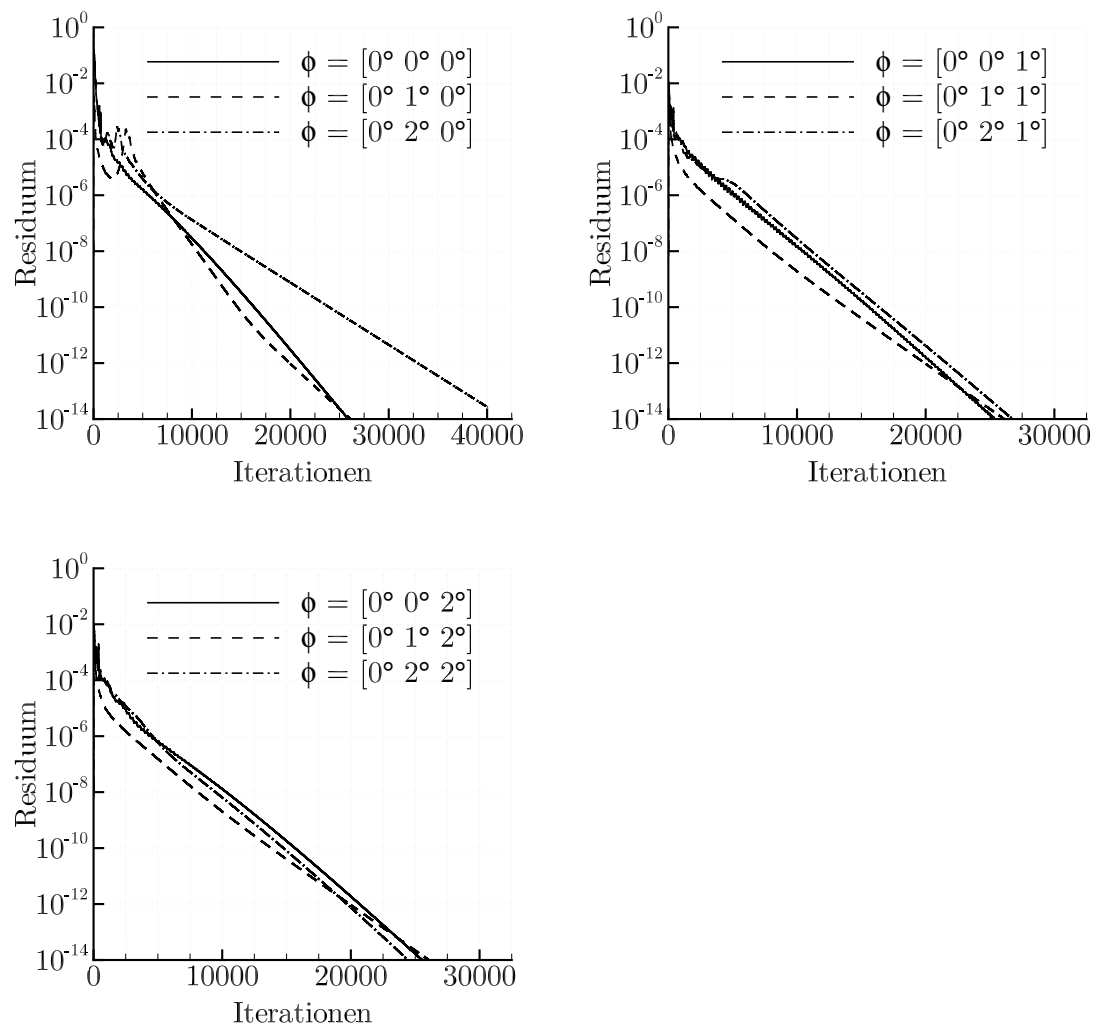 10^0
10^-2
10^-4
10^-6
10^-8
10^-10
10^-12
10^-14
Residuum
ϕ = [0° 0° 0°]
ϕ = [0° 1° 0°]
ϕ = [0° 2° 0°]
0 10000 20000 30000 40000
Iterationen
10^0
10^-2
10^-4
10^-6
10^-8
10^-10
10^-12
10^-14
Residuum
ϕ = [0° 0° 1°]
ϕ = [0° 1° 1°]
ϕ = [0° 2° 1°]
0 10000 20000 30000
Iterationen
10^0
10^-2
10^-4
10^-6
10^-8
10^-10
10^-12
10^-14
Residuum
ϕ = [0° 0° 2°]
ϕ = [0° 1° 2°]
ϕ = [0° 2° 2°]
0 10000 20000 30000
Iterationen